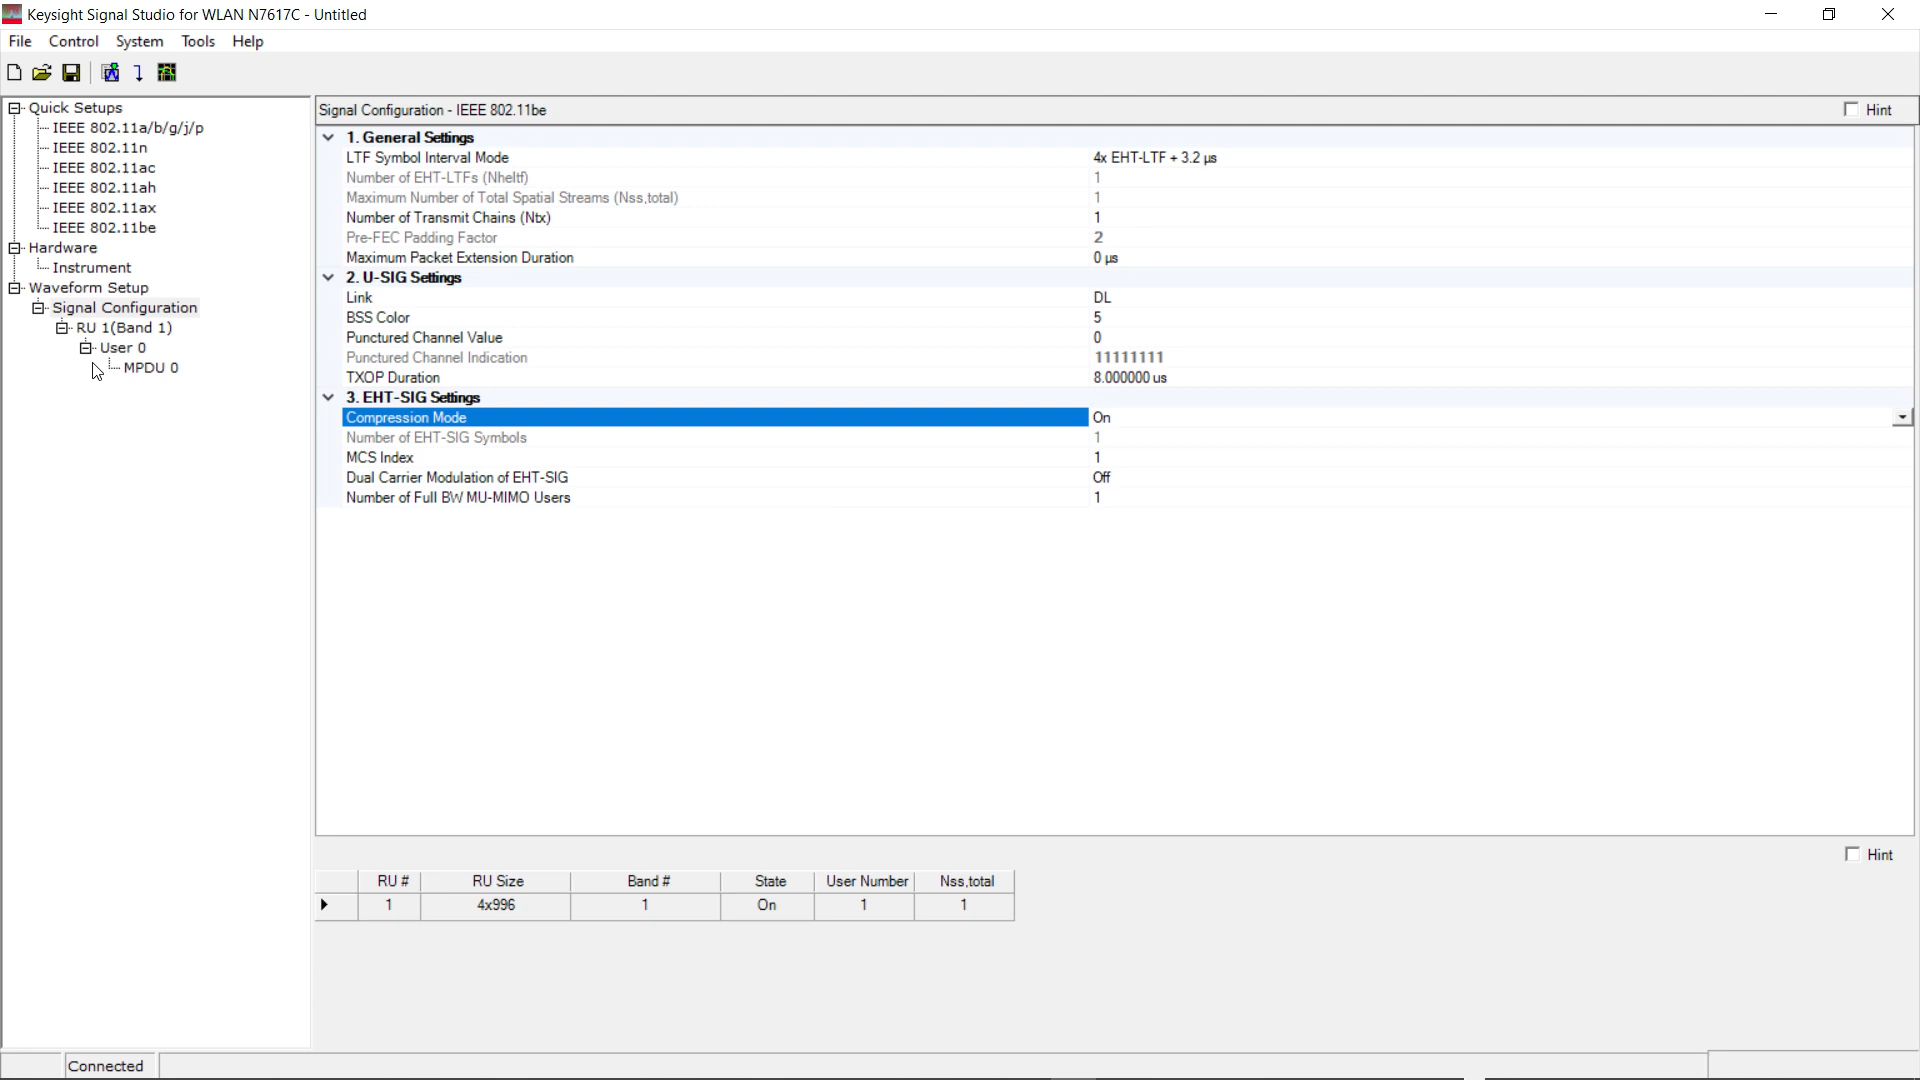 Keysight Signal Studio for WLAN N7617C - Untitled
File Control System Tools Help
Quick Setups
IEEE 802.11a/b/g/j/p
IEEE 802.11n
IEEE 802.11ac
IEEE 802.11ah
IEEE 802.11ax
IEEE 802.11be
Hardware
Instrument
Waveform Setup
Signal Configuration
RU 1(Band 1)
User 0
MPDU 0
Signal Configuration - IEEE 802.11be Hint
1. General Settings
LTF Symbol Interval Mode 4x EHT-LTF + 3.2 µs
Number of EHT-LTFs (Nheltf) 1
Maximum Number of Total Spatial Streams (Nss,total) 1
Number of Transmit Chains (Ntx) 1
Pre-FEC Padding Factor 2
Maximum Packet Extension Duration 0 µs
2. U-SIG Settings
Link DL
BSS Color 5
Punctured Channel Value 0
Punctured Channel Indication 11111111
TXOP Duration 8.000000 us
3. EHT-SIG Settings
Compression Mode On
Number of EHT-SIG Symbols 1
MCS Index 1
Dual Carrier Modulation of EHT-SIG Off
Number of Full BW MU-MIMO Users 1
Hint
RU # RU Size Band # State User Number Nss,total
1 4x996 1 On 1 1
Connected